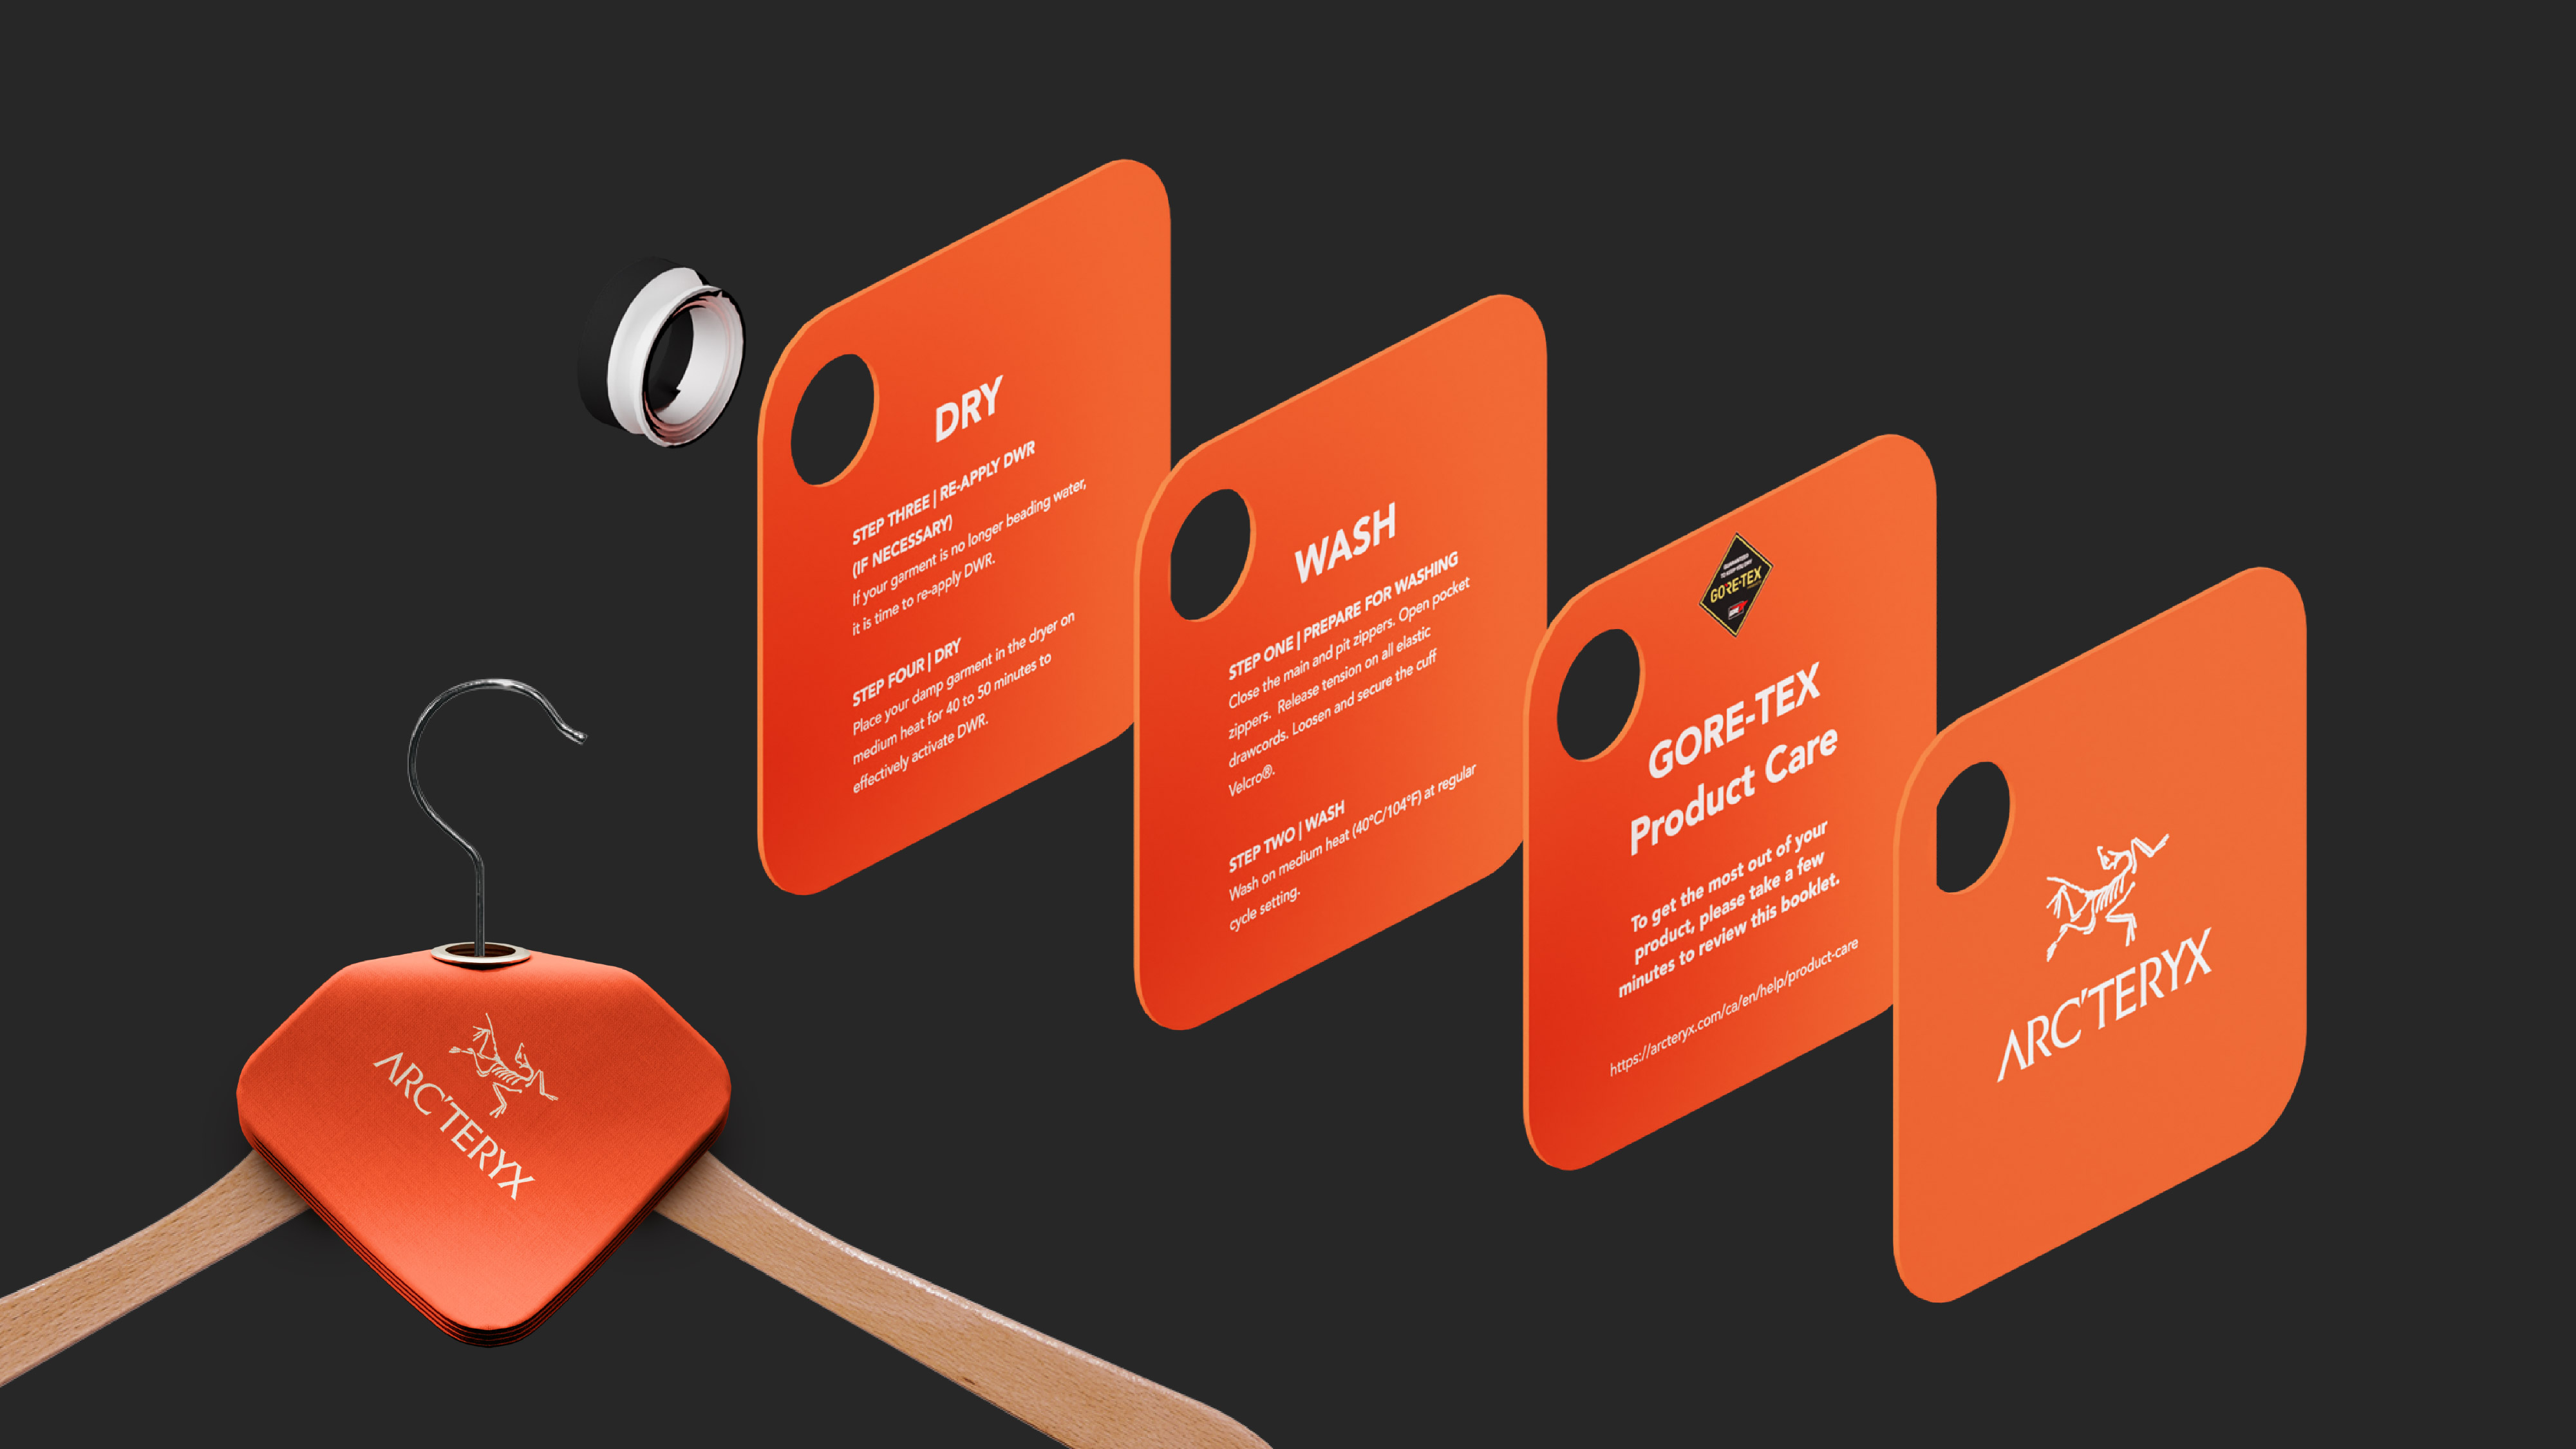 DRY
STEP THREE | RE-APPLY DWR
(IF NECESSARY)
If your garment is no longer beading water,
it is time to re-apply DWR.
STEP FOUR | DRY
Place your damp garment in the dryer on
medium heat for 40 to 50 minutes to
effectively activate DWR.
WASH
STEP ONE | PREPARE FOR WASHING
Close the main and pit zippers. Open pocket
zippers. Release tension on all elastic
drawcords. Loosen and secure the cuff
Velcro®.
STEP TWO | WASH
Wash on medium heat (40°C/104°F) at regular
cycle setting.
GORE-TEX
GORE-TEX
Product Care
To get the most out of your
product, please take a few
minutes to review this booklet.
https://arcteryx.com/ca/en/help/product-care
ARC'TERYX
ARC'TERYX